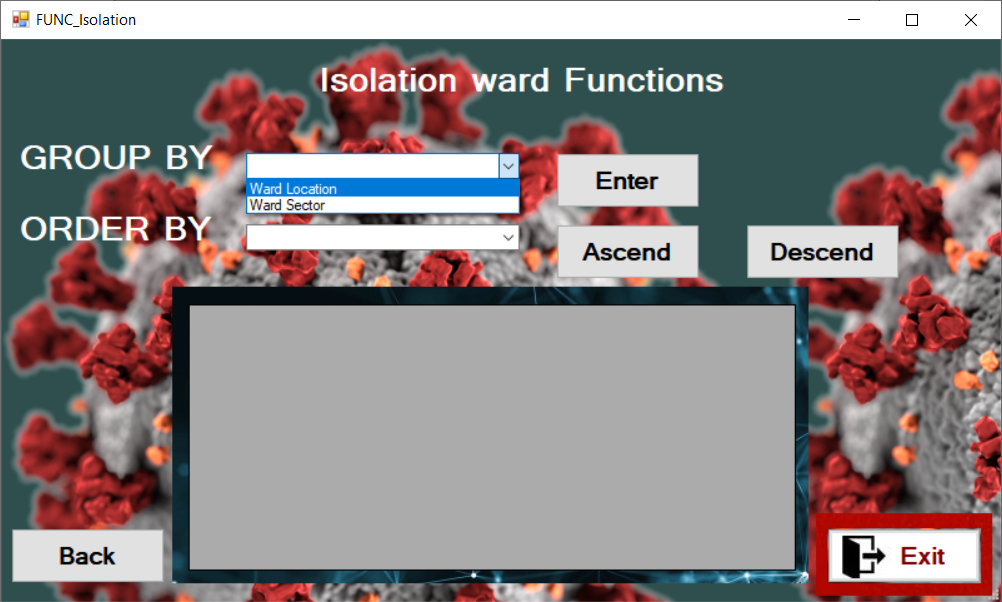 FUNC_Isolation
Isolation ward Functions
GROUP BY
Ward Location
Ward Sector
Enter
ORDER BY
Ascend
Descend
Back
Exit